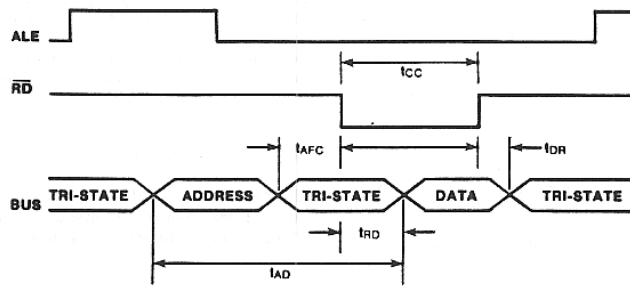 ALE
tCC
RD
tAFC
tDR
BUS TRI-STATE ADDRESS TRI-STATE DATA TRI-STATE
tRD
tAD